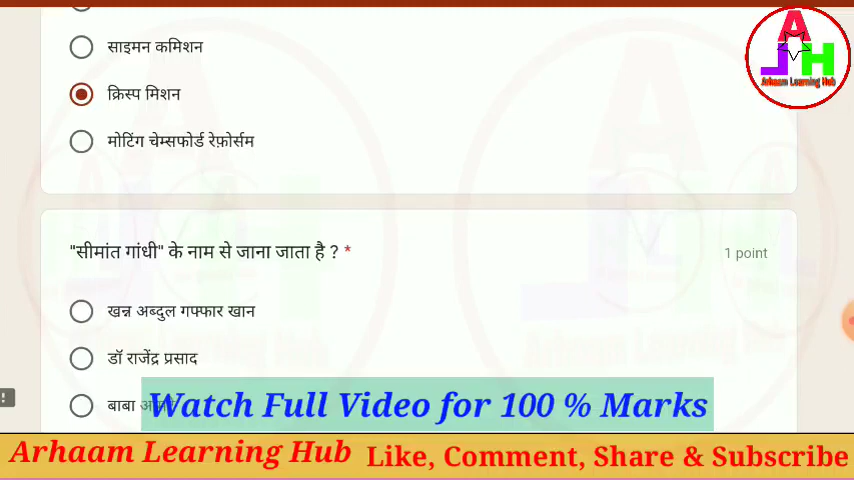 साइमन कमिशन
क्रिस्प मिशन
मोटिंग चेम्सफोर्ड रेफ़ोर्सम
A
JLH
Arhaam Learning Hub
"सीमांत गांधी" के नाम से जाना जाता है ? *
1 point
खन्न अब्दुल गफ्फार खान
डॉ राजेंद्र प्रसाद
बाबा
Watch Full Video for 100 % Marks
Arhaam Learning Hub Like, Comment, Share & Subscribe